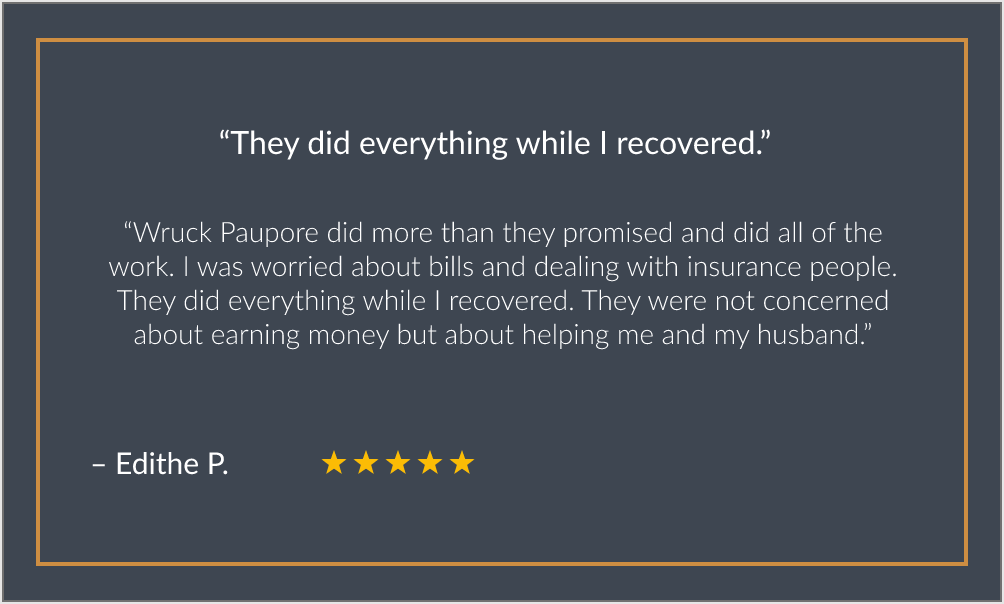 “They did everything while I recovered.”
“Wruck Paupore did more than they promised and did all of the
work. I was worried about bills and dealing with insurance people.
They did everything while I recovered. They were not concerned
about earning money but about helping me and my husband.”
– Edithe P.